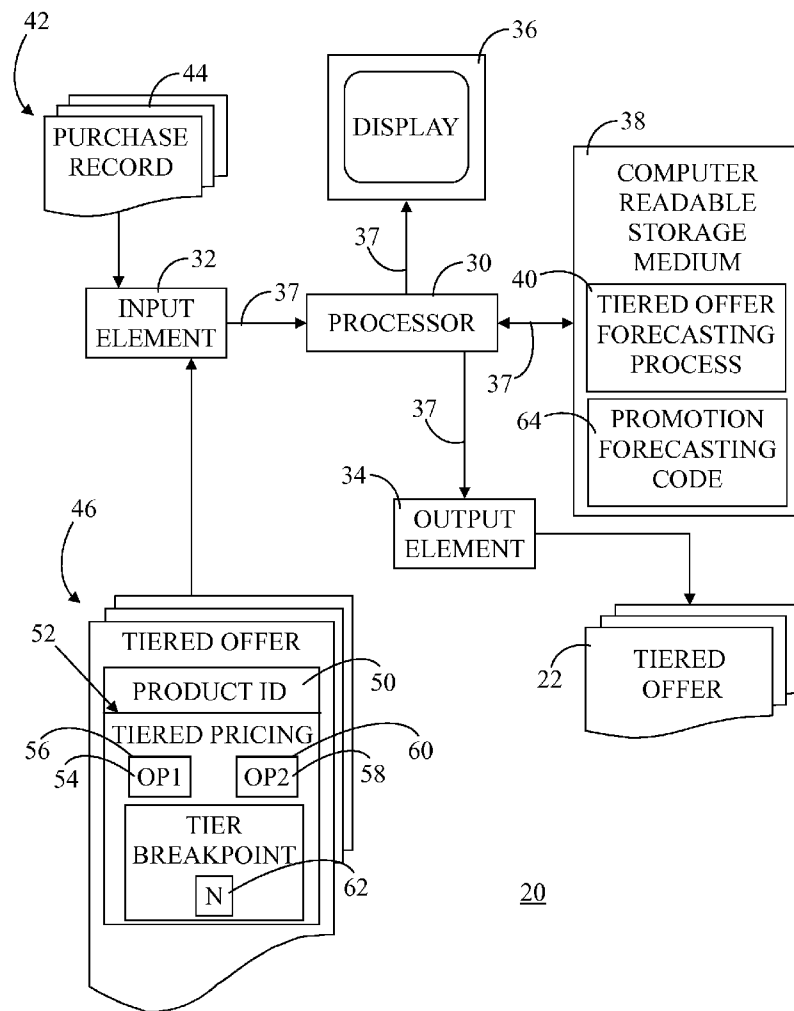 42
44
36
PURCHASE
RECORD
DISPLAY
38
COMPUTER
READABLE
STORAGE
MEDIUM
32
37
37
30
40
INPUT
ELEMENT
PROCESSOR
TIERED OFFER
FORECASTING
PROCESS
37
37
64
PROMOTION
FORECASTING
CODE
34
OUTPUT
ELEMENT
46
TIERED OFFER
52
50
PRODUCT ID
22
TIERED
OFFER
TIERED PRICING
56
60
54
OP1
OP2
58
TIER
BREAKPOINT
N
62
20